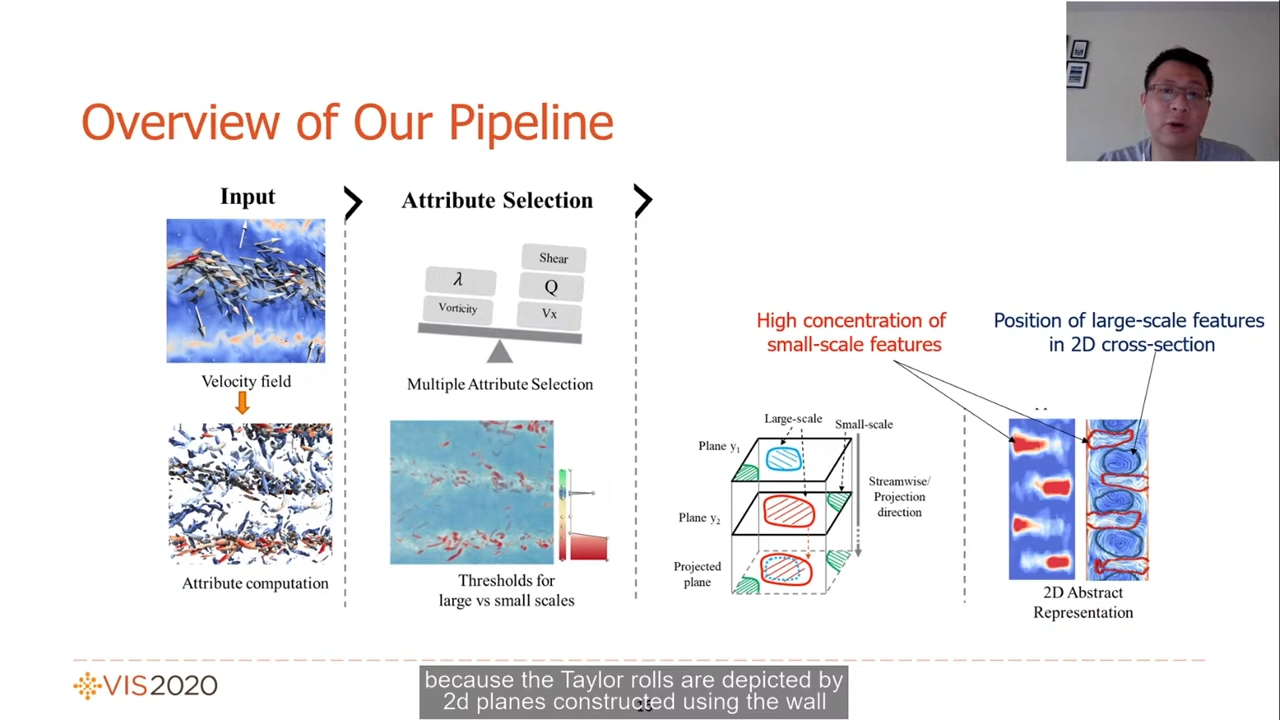 Overview of Our Pipeline
Input
Velocity field
Attribute computation
Attribute Selection
λ
Vorticity
Shear
Q
Vx
Multiple Attribute Selection
Thresholds for
large vs small scales
High concentration of
small-scale features
Position of large-scale features
in 2D cross-section
Large-scale
Small-scale
Plane y1
Plane y2
Projected
plane
Streamwise/
Projection
direction
2D Abstract
Representation
VIS2020
because the Taylor rolls are depicted by
2d planes constructed using the wall